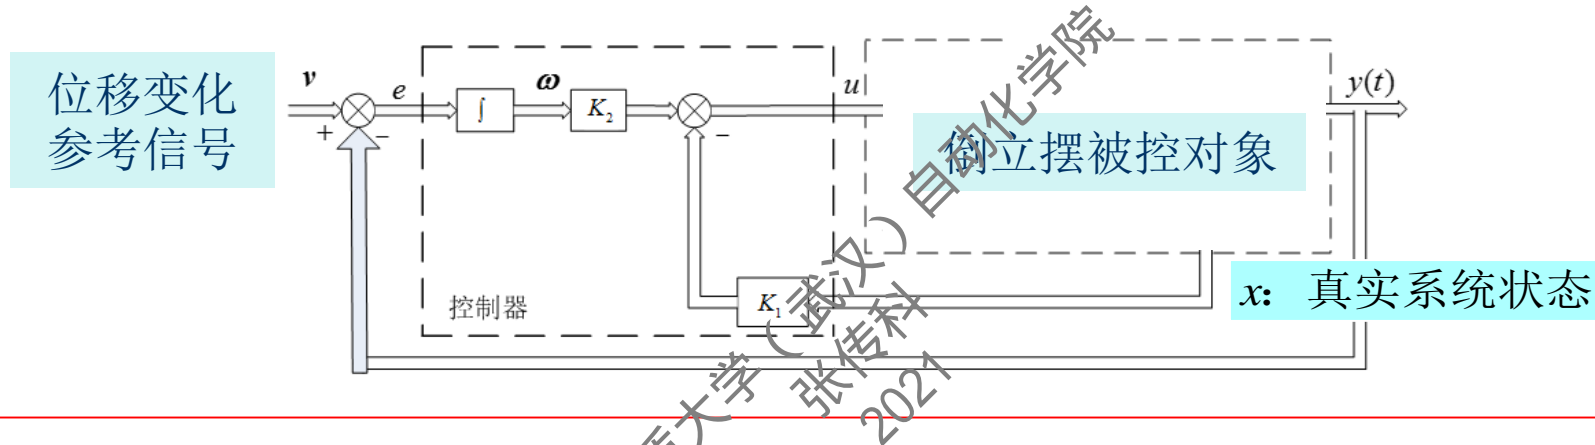 位移变化
参考信号
v
+
−
e
∫
ω
K₂
−
u
倒立摆被控对象
y(t)
K₁
控制器
x: 真实系统状态
大学（武汉）自动化学院
张传科
2021